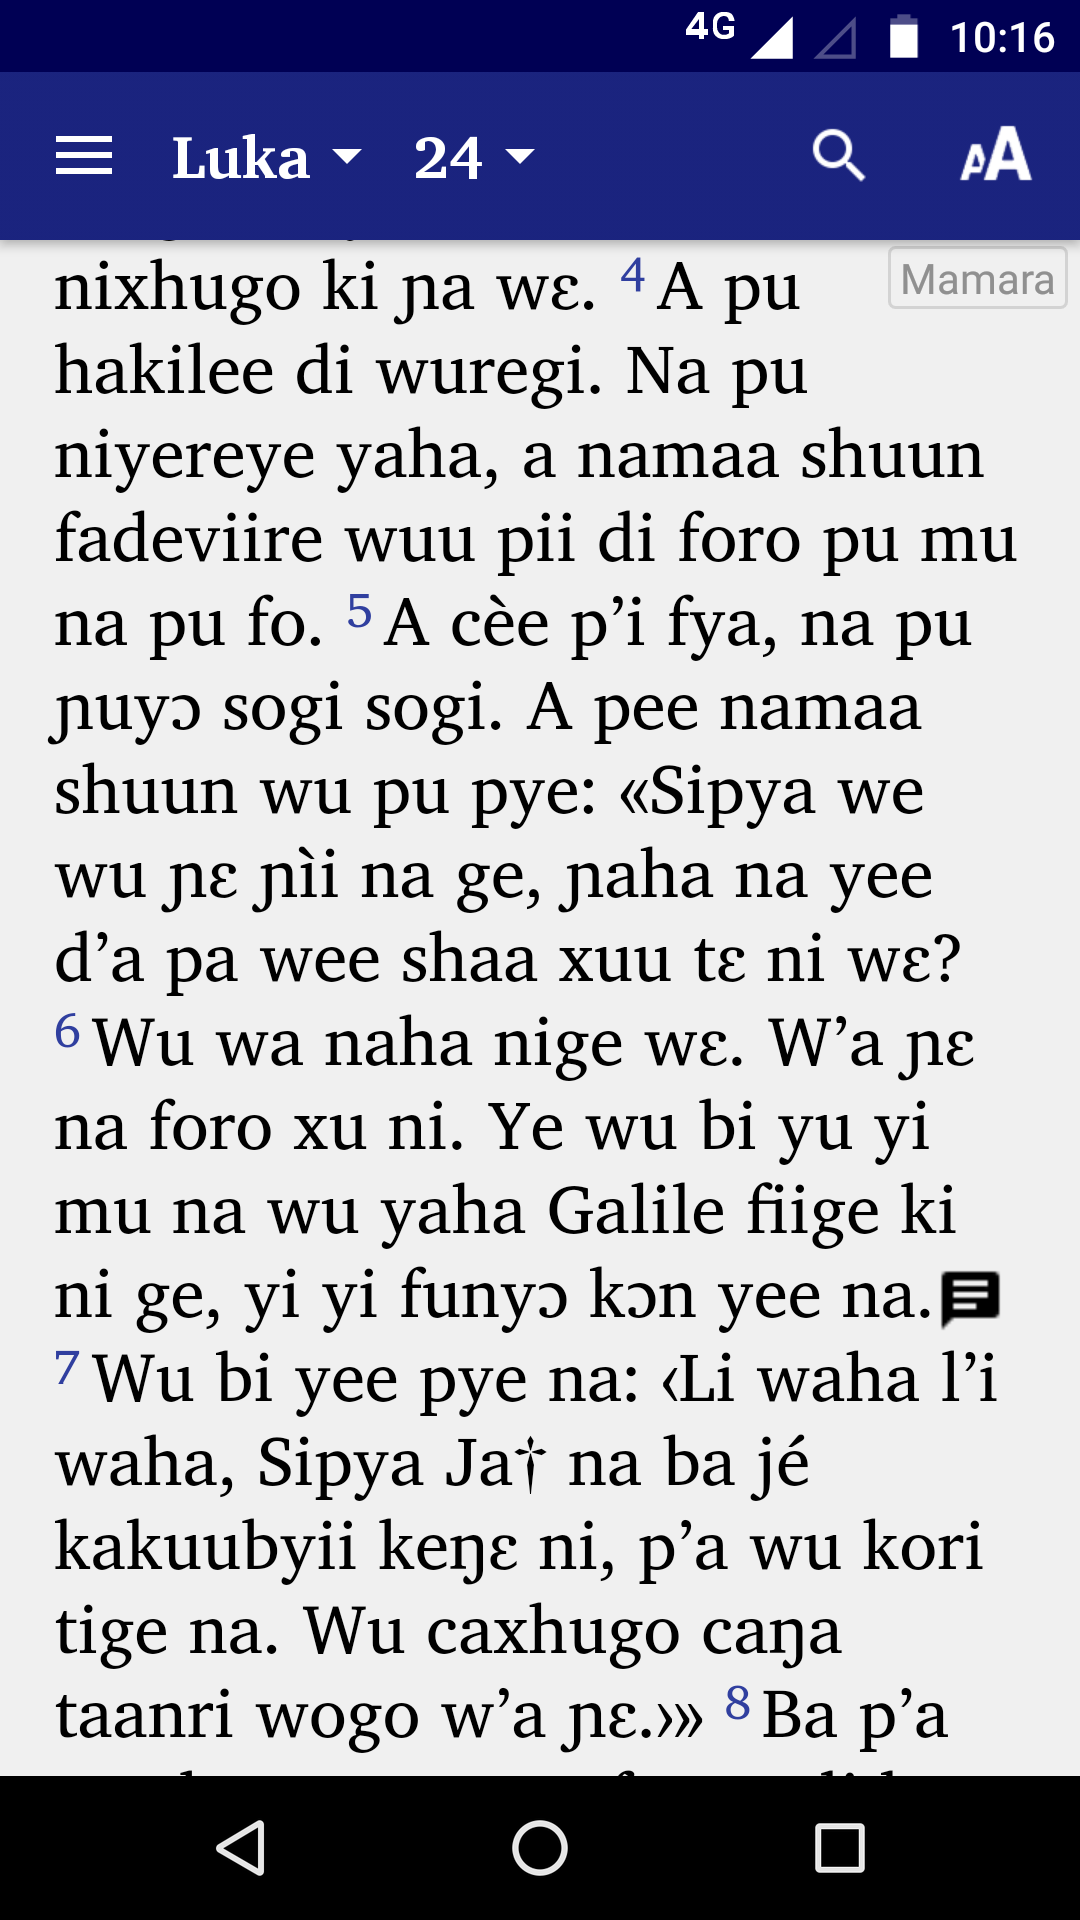 4G 10:16
Luka 24
AA
Mamara
nixhugo ki ɲa wɛ. 4 A pu
hakilee di wuregi. Na pu
niyereye yaha, a namaa shuun
fadeviire wuu pii di foro pu mu
na pu fo. 5 A cèe p’i fya, na pu
ɲuyɔ sogi sogi. A pee namaa
shuun wu pu pye: «Sipya we
wu ɲɛ ɲìi na ge, ɲaha na yee
d’a pa wee shaa xuu tɛ ni wɛ?
6 Wu wa naha nige wɛ. W’a ɲɛ
na foro xu ni. Ye wu bi yu yi
mu na wu yaha Galile fiige ki
ni ge, yi yi funyɔ kɔn yee na.
7 Wu bi yee pye na: ‹Li waha l’i
waha, Sipya Ja† na ba jé
kakuubyii keŋɛ ni, p’a wu kori
tige na. Wu caxhugo caŋa
taanri wogo w’a ɲɛ.›» 8 Ba p’a